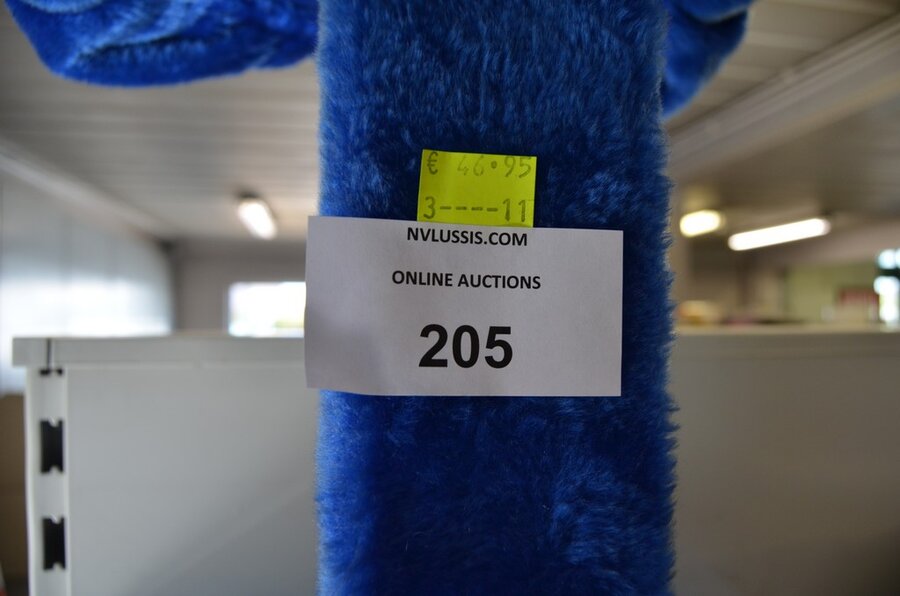 € 46.95
3----11
NVLUSSIS.COM
ONLINE AUCTIONS
205